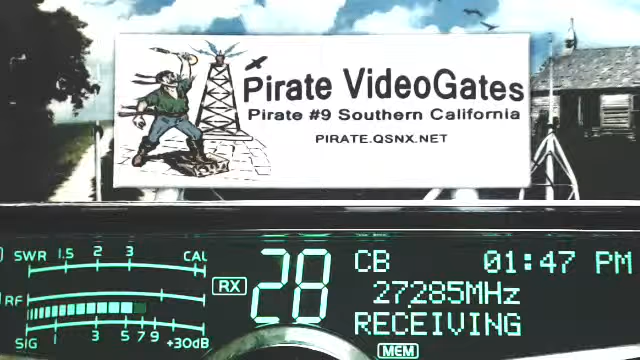 Pirate VideoGates
Pirate #9 Southern California
PIRATE.QSNX.NET
SWR 1.5 2 3 CAL
RX 28 CB 01:47 PM
RF 27285MHz
RECEIVING
SIG 1 3 5 7 9 +30dB
MEM